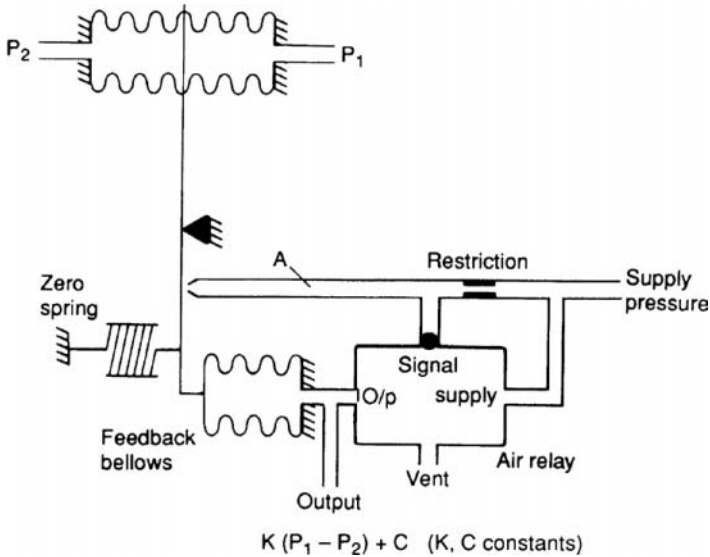 P2
P1
A
Restriction
Supply
pressure
Zero
spring
Signal
O/p
supply
Feedback
bellows
Air relay
Vent
Output
K (P1 – P2) + C (K, C constants)